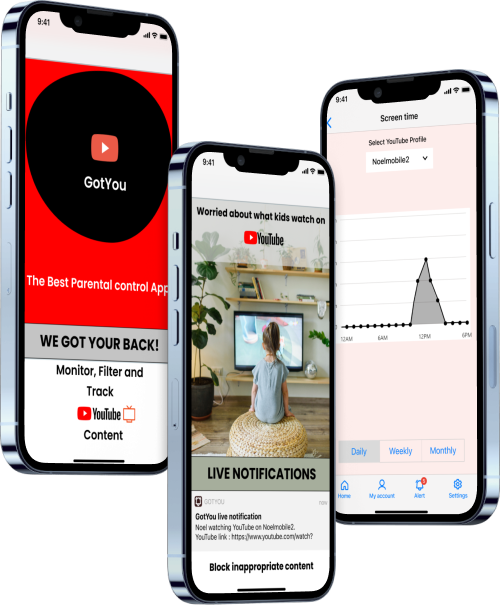 9:41
GotYou
The Best Parental control App
WE GOT YOUR BACK!
Monitor, Filter and
Track
YouTube
Content
9:41
Worried about what kids watch on
YouTube
LIVE NOTIFICATIONS
GOTYOU
now
GotYou live notification
Noel watching YouTube on Noelmobile2.
YouTube link : https://www.youtube.com/watch?
Block inappropriate content
9:41
Screen time
Select YouTube Profile
Noelmobile2
12AM 6AM 12PM 6PM
Daily Weekly Monthly
Home My account Alert Settings